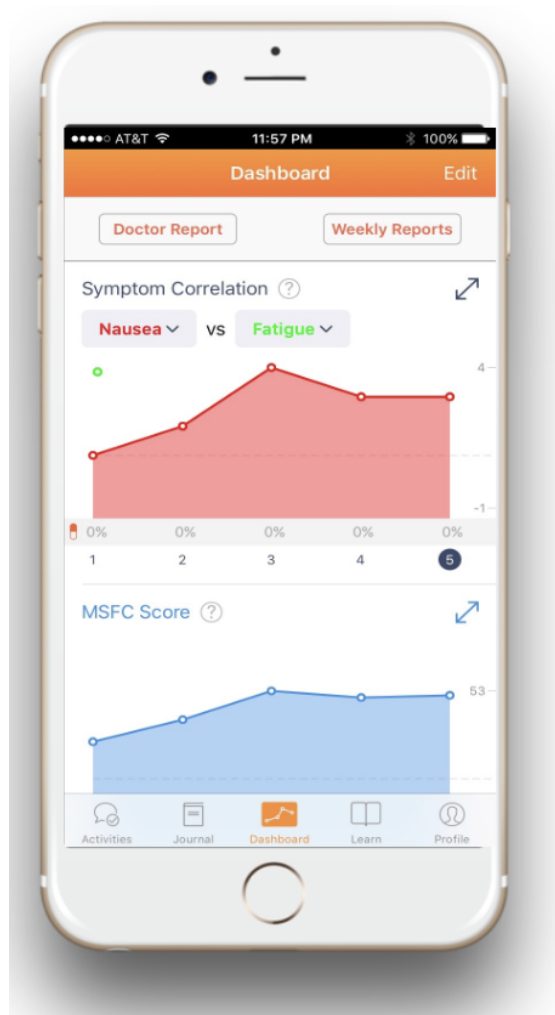 AT&T 11:57 PM 100%
Dashboard Edit
Doctor Report Weekly Reports
Symptom Correlation ?
Nausea vs Fatigue
4
-1
0% 0% 0% 0% 0%
1 2 3 4 5
MSFC Score ?
53
Activities Journal Dashboard Learn Profile